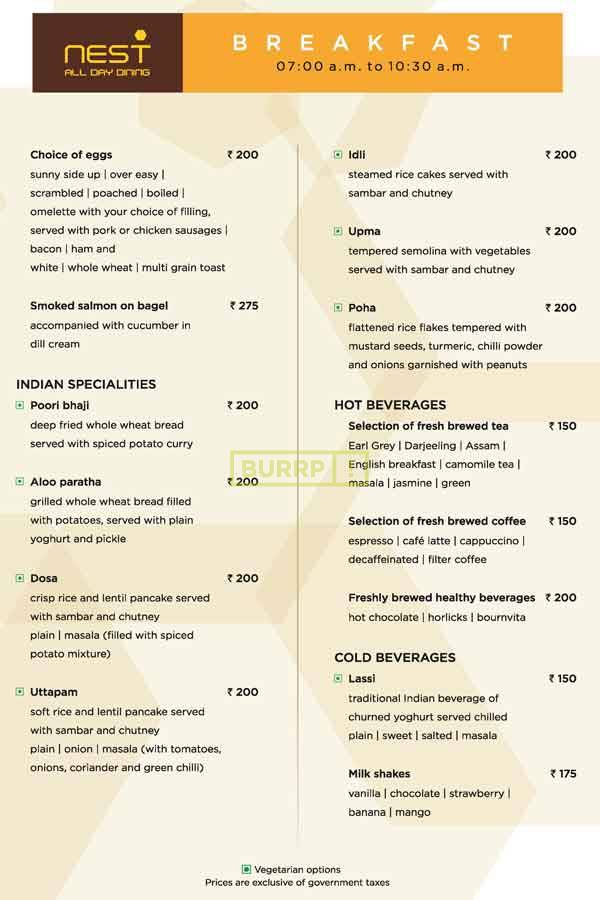 nest
ALL DAY DINING
BREAKFAST
07:00 a.m. to 10:30 a.m.
Choice of eggs ₹ 200
sunny side up | over easy |
scrambled | poached | boiled |
omelette with your choice of filling,
served with pork or chicken sausages |
bacon | ham and
white | whole wheat | multi grain toast
Smoked salmon on bagel ₹ 275
accompanied with cucumber in
dill cream
INDIAN SPECIALITIES
Poori bhaji ₹ 200
deep fried whole wheat bread
served with spiced potato curry
Aloo paratha ₹ 200
grilled whole wheat bread filled
with potatoes, served with plain
yoghurt and pickle
Dosa ₹ 200
crisp rice and lentil pancake served
with sambar and chutney
plain | masala (filled with spiced
potato mixture)
Uttapam ₹ 200
soft rice and lentil pancake served
with sambar and chutney
plain | onion | masala (with tomatoes,
onions, coriander and green chilli)
Idli ₹ 200
steamed rice cakes served with
sambar and chutney
Upma ₹ 200
tempered semolina with vegetables
served with sambar and chutney
Poha ₹ 200
flattened rice flakes tempered with
mustard seeds, turmeric, chilli powder
and onions garnished with peanuts
HOT BEVERAGES
Selection of fresh brewed tea ₹ 150
Earl Grey | Darjeeling | Assam |
English breakfast | camomile tea |
masala | jasmine | green
Selection of fresh brewed coffee ₹ 150
espresso | café latte | cappuccino |
decaffeinated | filter coffee
Freshly brewed healthy beverages ₹ 200
hot chocolate | horlicks | bournvita
COLD BEVERAGES
Lassi ₹ 150
traditional Indian beverage of
churned yoghurt served chilled
plain | sweet | salted | masala
Milk shakes ₹ 175
vanilla | chocolate | strawberry |
banana | mango
BURRP !
Vegetarian options
Prices are exclusive of government taxes